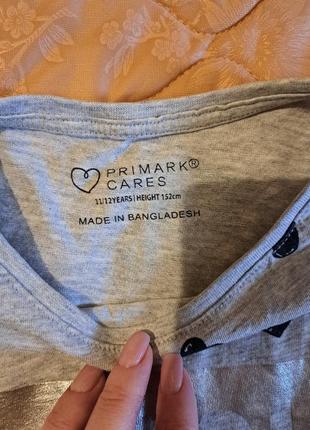 PRIMARK®
CARES
11/12YEARS | HEIGHT 152cm
MADE IN BANGLADESH